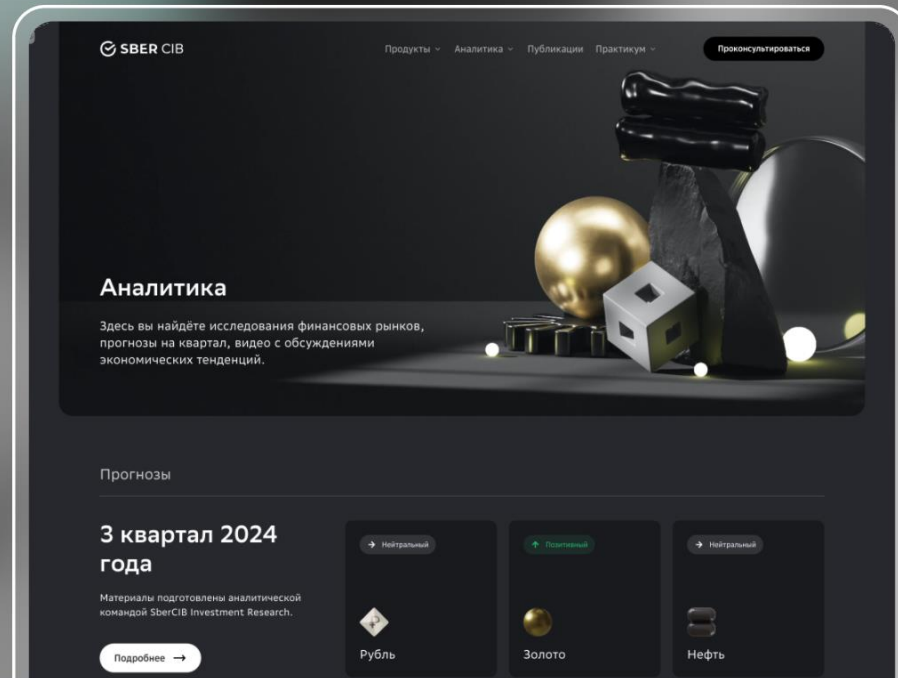 SBER CIB
Продукты Аналитика Публикации Практикум Проконсультироваться
Аналитика
Здесь вы найдёте исследования финансовых рынков,
прогнозы на квартал, видео с обсуждениями
экономических тенденций.
Прогнозы
3 квартал 2024
года
Материалы подготовлены аналитической
командой SberCIB Investment Research.
Подробнее →
→ Нейтральный
Рубль
↑ Позитивный
Золото
→ Нейтральный
Нефть